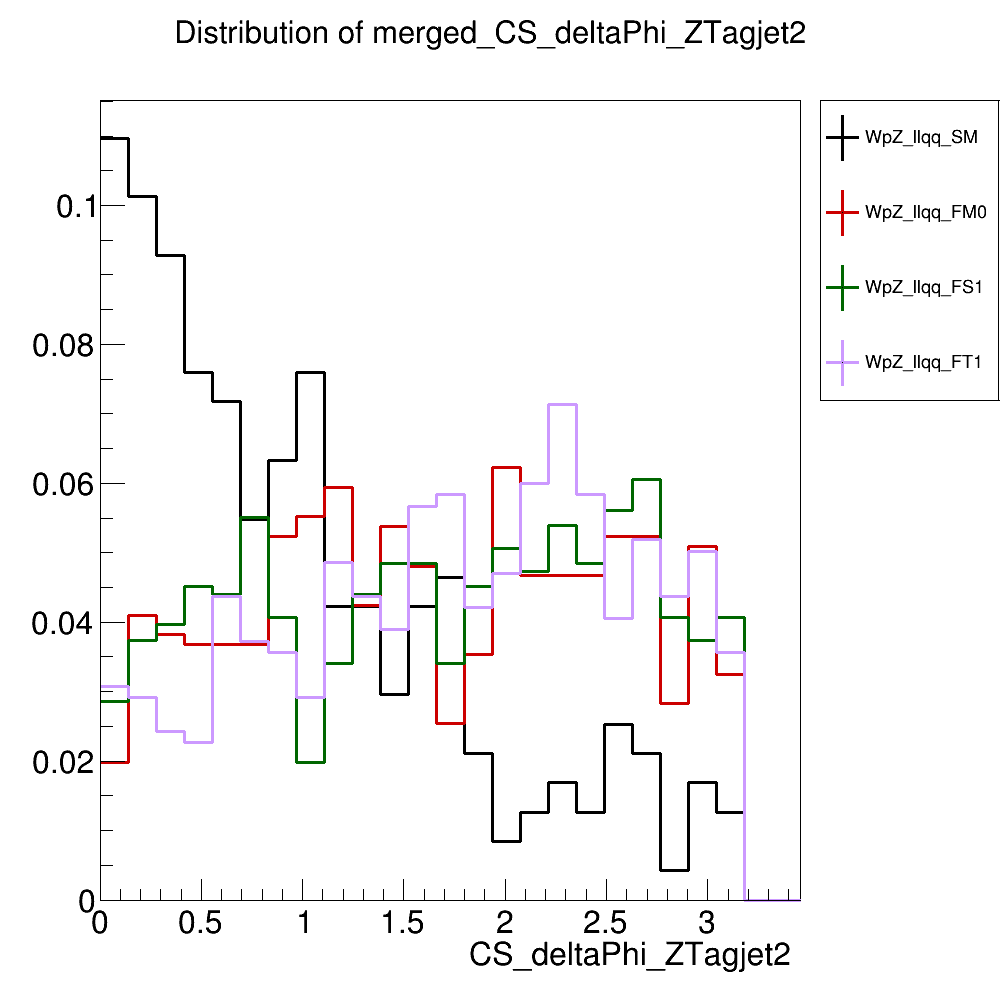 Distribution of merged_CS_deltaPhi_ZTagjet2
WpZ_llqq_SM
WpZ_llqq_FM0
WpZ_llqq_FS1
WpZ_llqq_FT1
0.1
0.08
0.06
0.04
0.02
0
0 0.5 1 1.5 2 2.5 3
CS_deltaPhi_ZTagjet2